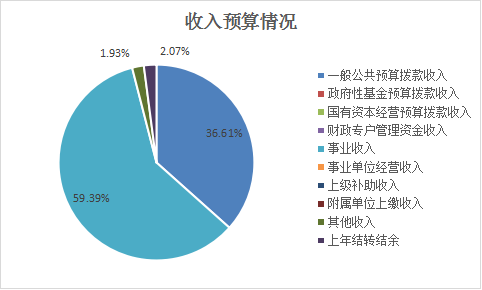 收入预算情况
1.93%
2.07%
36.61%
59.39%
一般公共预算拨款收入
政府性基金预算拨款收入
国有资本经营预算拨款收入
财政专户管理资金收入
事业收入
事业单位经营收入
上级补助收入
附属单位上缴收入
其他收入
上年结转结余